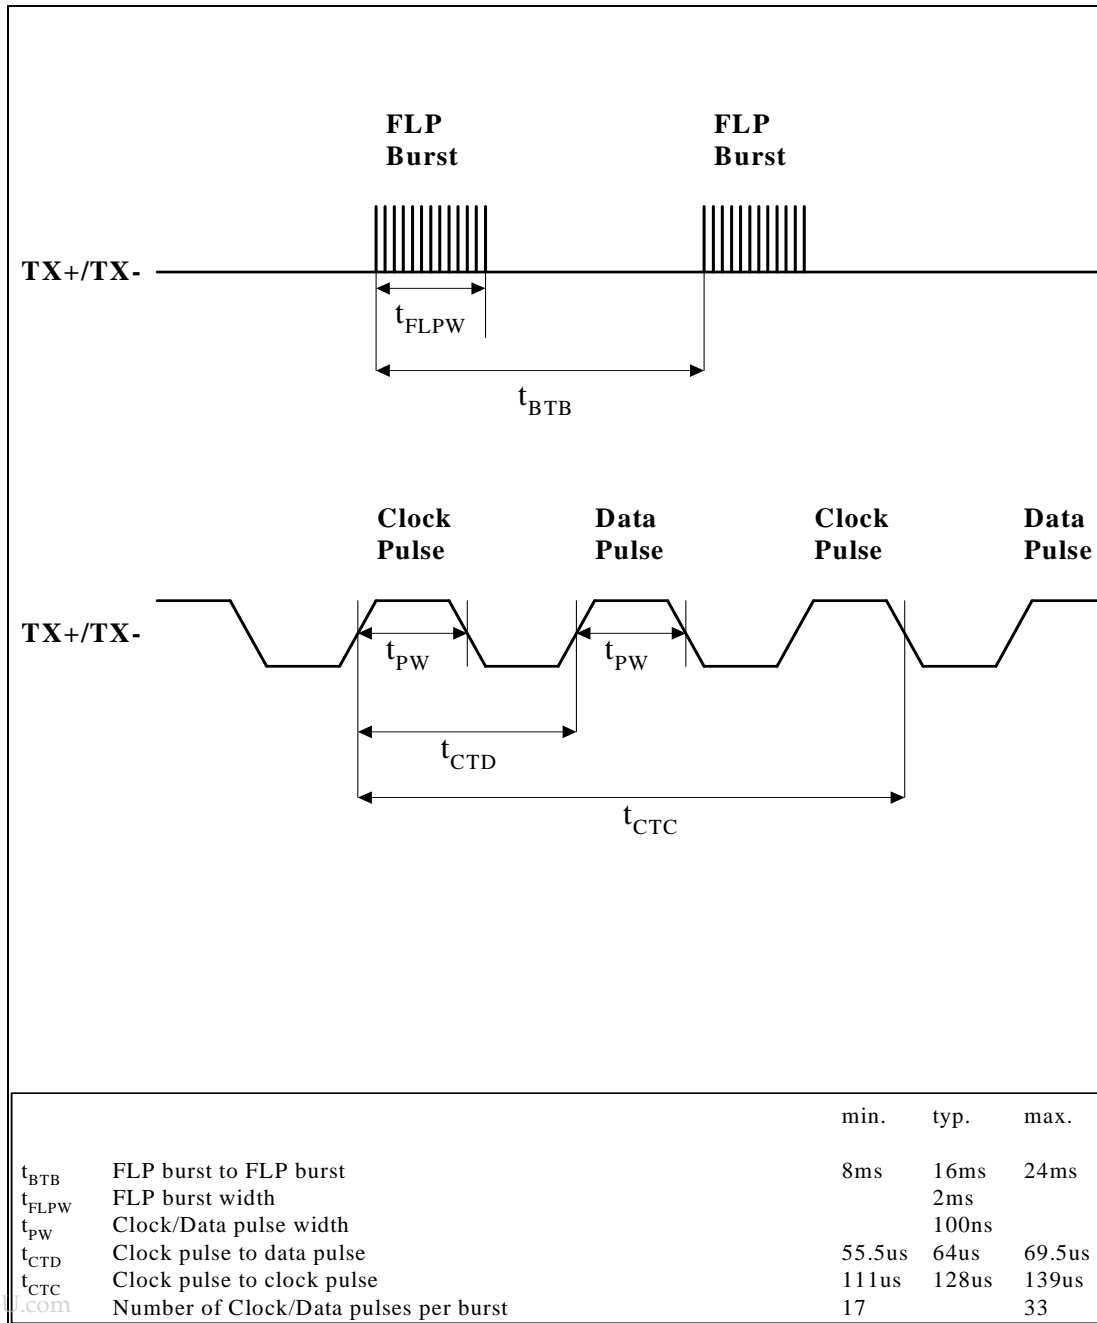 FLP FLP
Burst Burst
TX+/TX-
tFLPW
tBTB
Clock Data Clock Data
Pulse Pulse Pulse Pulse
TX+/TX-
tPW tPW
tCTD
tCTC
min. typ. max.
tBTB FLP burst to FLP burst 8ms 16ms 24ms
tFLPW FLP burst width 2ms
tPW Clock/Data pulse width 100ns
tCTD Clock pulse to data pulse 55.5us 64us 69.5us
tCTC Clock pulse to clock pulse 111us 128us 139us
Number of Clock/Data pulses per burst 17 33
U.com